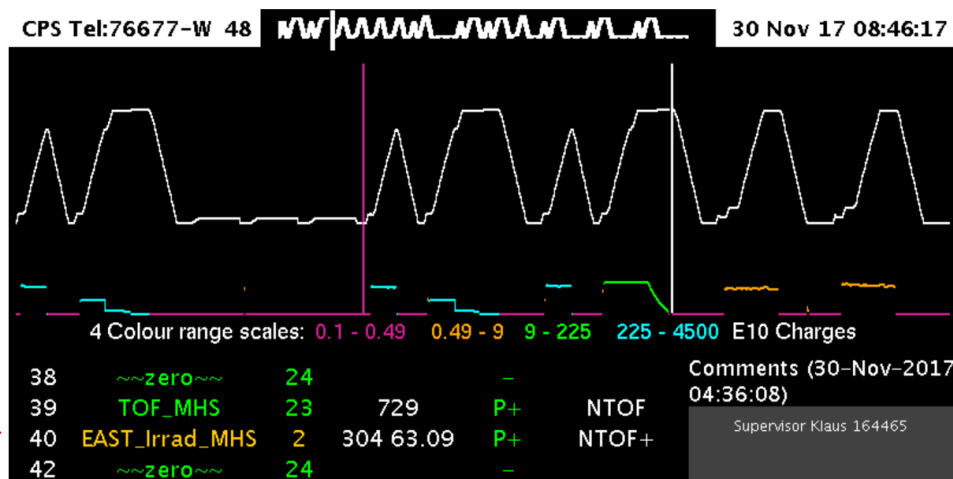 CPS Tel:76677-W 48 30 Nov 17 08:46:17
4 Colour range scales: 0.1 - 0.49 0.49 - 9 9 - 225 225 - 4500 E10 Charges
38 ~~zero~~ 24 -
39 TOF_MHS 23 729 P+ NTOF
40 EAST_Irrad_MHS 2 304 63.09 P+ NTOF+
42 ~~zero~~ 24 -
Comments (30-Nov-2017
04:36:08)
Supervisor Klaus 164465